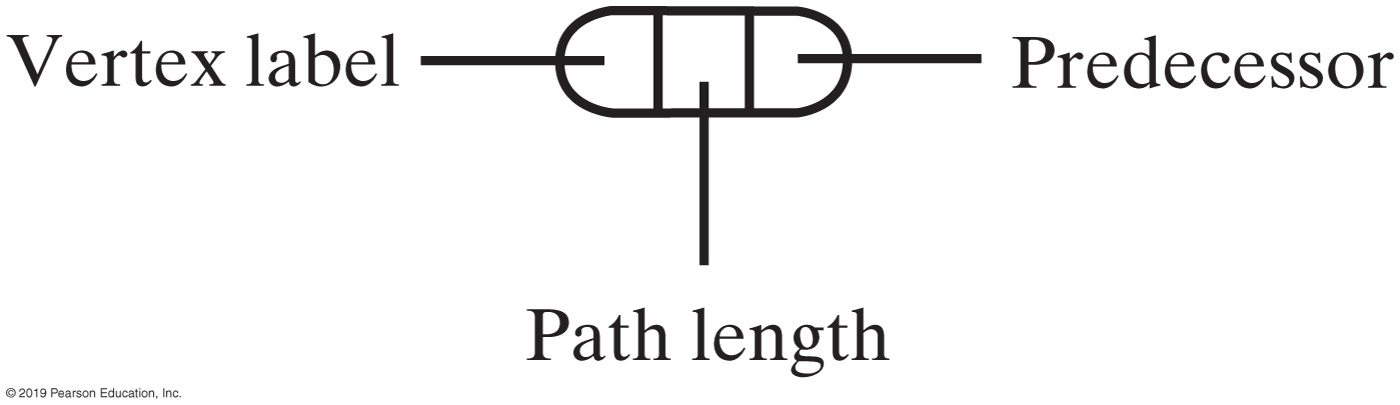 Vertex label
Predecessor
Path length
© 2019 Pearson Education, Inc.